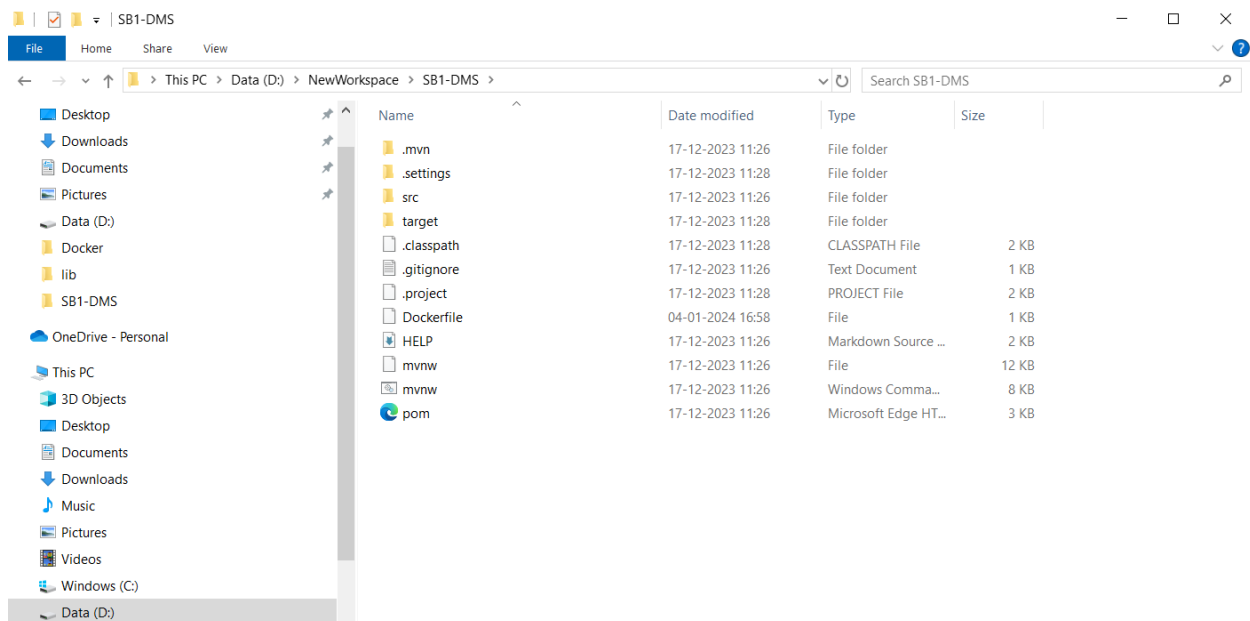 SB1-DMS
File Home Share View
This PC Data (D:) NewWorkspace SB1-DMS
Search SB1-DMS
Desktop
Downloads
Documents
Pictures
Data (D:)
Docker
lib
SB1-DMS
OneDrive - Personal
This PC
3D Objects
Desktop
Documents
Downloads
Music
Pictures
Videos
Windows (C:)
Data (D:)
Name Date modified Type Size
.mvn 17-12-2023 11:26 File folder
.settings 17-12-2023 11:28 File folder
src 17-12-2023 11:26 File folder
target 17-12-2023 11:28 File folder
.classpath 17-12-2023 11:28 CLASSPATH File 2 KB
.gitignore 17-12-2023 11:26 Text Document 1 KB
.project 17-12-2023 11:28 PROJECT File 2 KB
Dockerfile 04-01-2024 16:58 File 1 KB
HELP 17-12-2023 11:26 Markdown Source ... 2 KB
mvnw 17-12-2023 11:26 File 12 KB
mvnw 17-12-2023 11:26 Windows Comma... 8 KB
pom 17-12-2023 11:26 Microsoft Edge HT... 3 KB